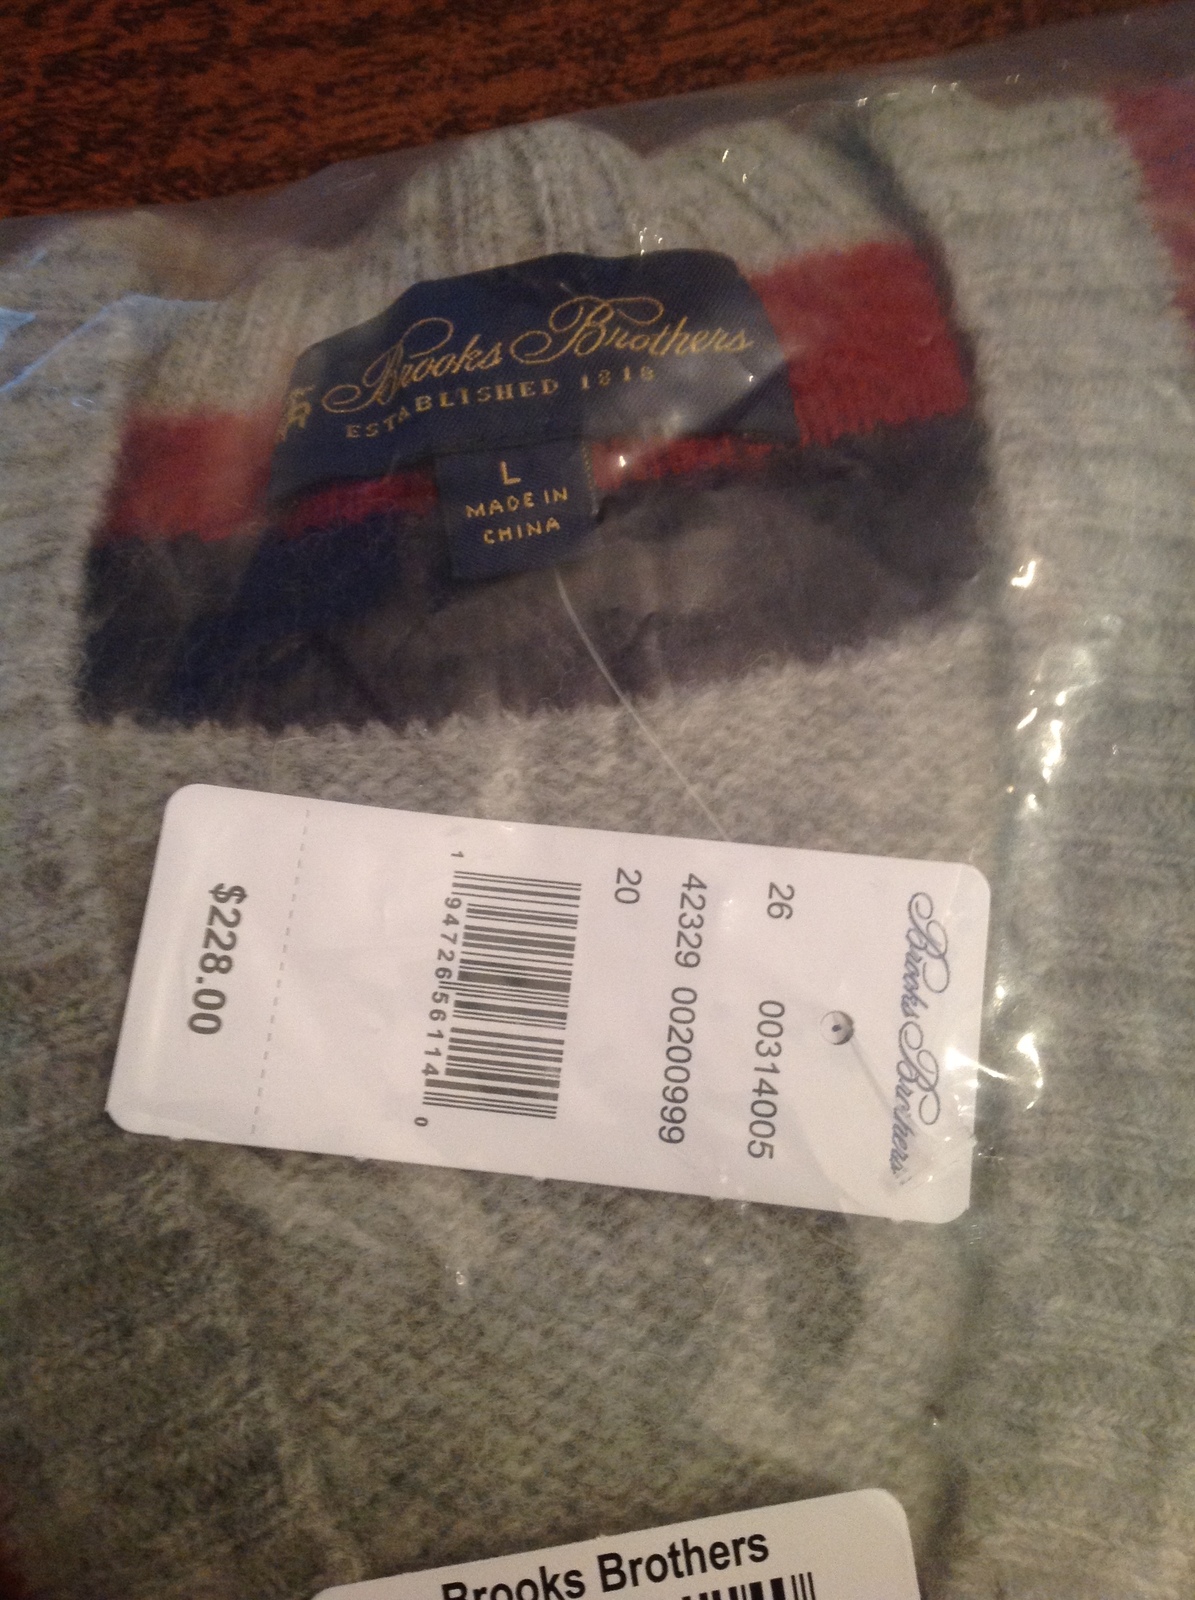 Brooks Brothers
ESTABLISHED 1818
L
MADE IN
CHINA
Brooks Brothers
26 00314005
42329 00200999
20
1 94726 56114 0
$228.00
Brooks Brothers